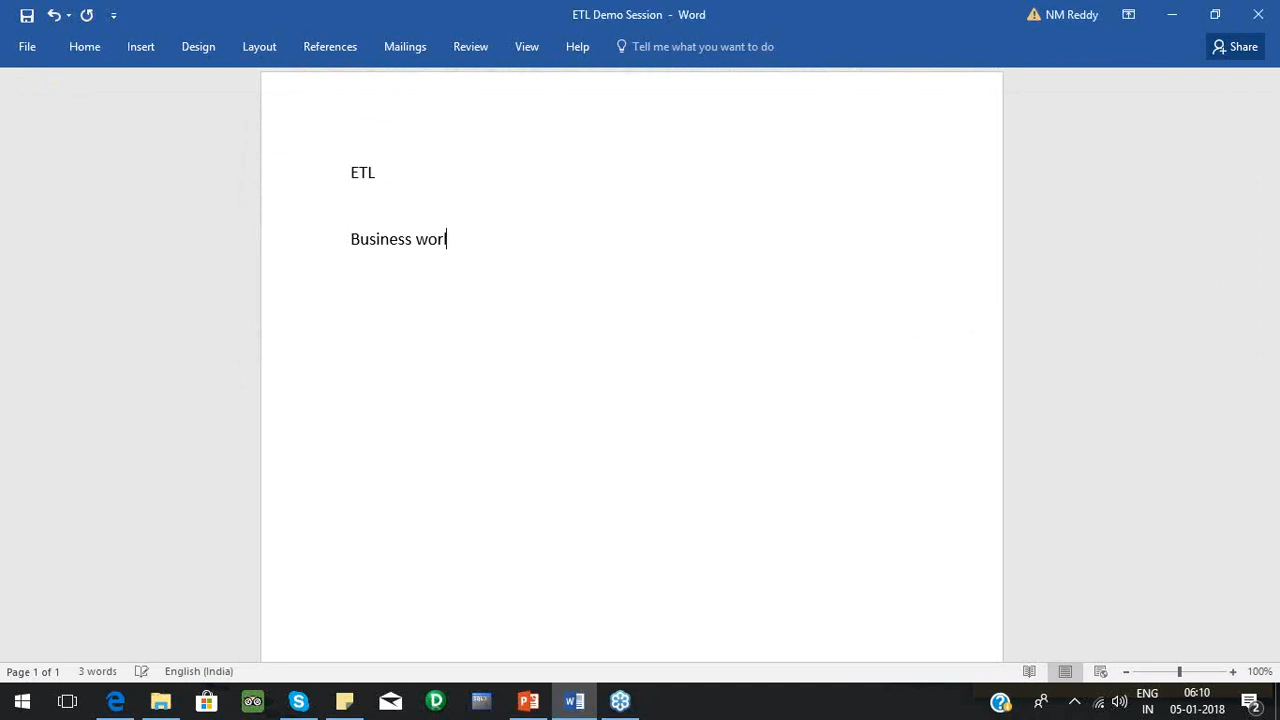 ETL Demo Session - Word
NM Reddy
File Home Insert Design Layout References Mailings Review View Help Tell me what you want to do Share
ETL
Business worl
Page 1 of 1 3 words English (India) 100%
ENG 06:10
IN 05-01-2018 2